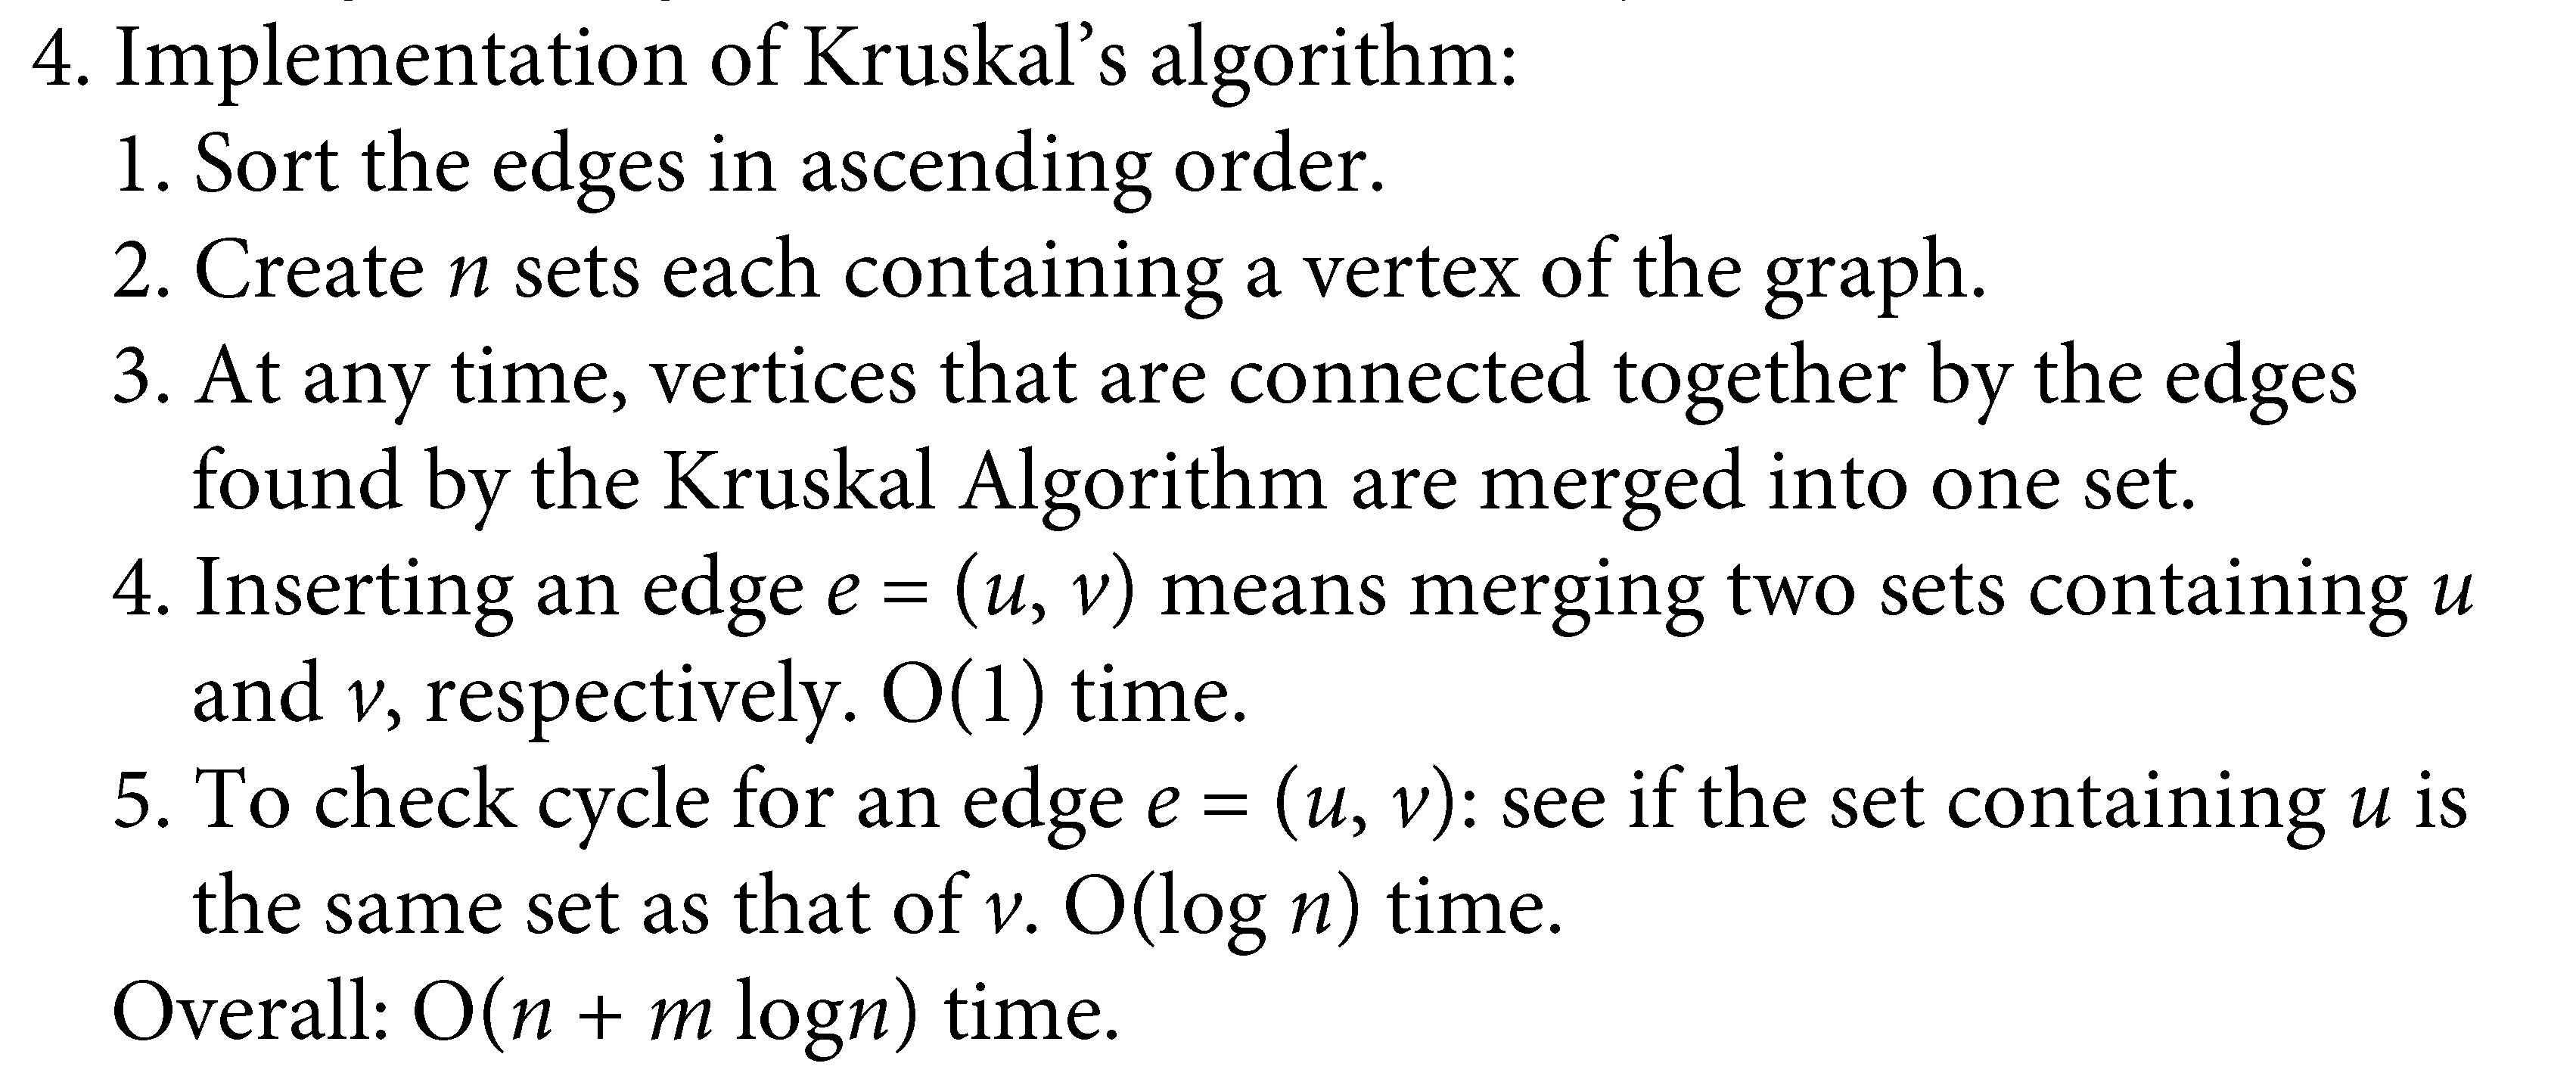 4. Implementation of Kruskal’s algorithm:
1. Sort the edges in ascending order.
2. Create n sets each containing a vertex of the graph.
3. At any time, vertices that are connected together by the edges
found by the Kruskal Algorithm are merged into one set.
4. Inserting an edge e = (u, v) means merging two sets containing u
and v, respectively. O(1) time.
5. To check cycle for an edge e = (u, v): see if the set containing u is
the same set as that of v. O(log n) time.
Overall: O(n + m logn) time.